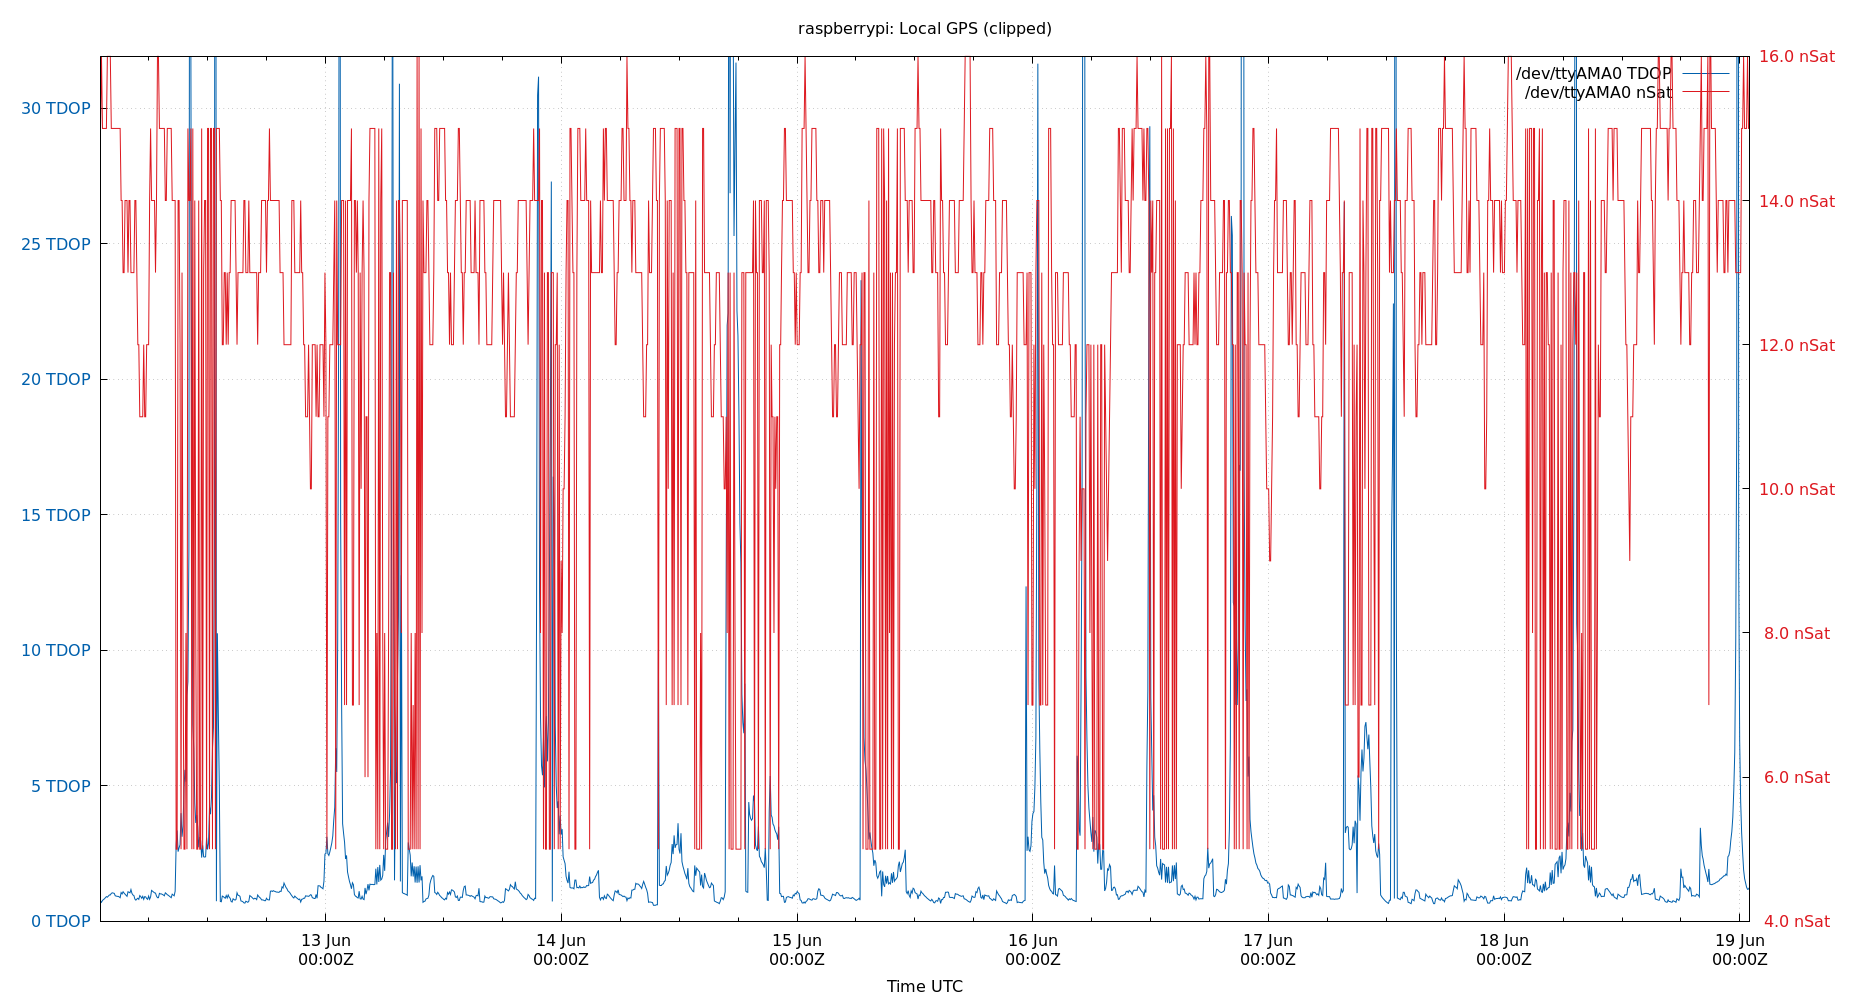 raspberrypi: Local GPS (clipped)
16.0 nSat
/dev/ttyAMA0 TDOP
/dev/ttyAMA0 nSat
30 TDOP
14.0 nSat
25 TDOP
12.0 nSat
20 TDOP
10.0 nSat
15 TDOP
8.0 nSat
10 TDOP
6.0 nSat
5 TDOP
4.0 nSat
0 TDOP
13 Jun 14 Jun 15 Jun 16 Jun 17 Jun 18 Jun 19 Jun
00:00Z 00:00Z 00:00Z 00:00Z 00:00Z 00:00Z 00:00Z
Time UTC